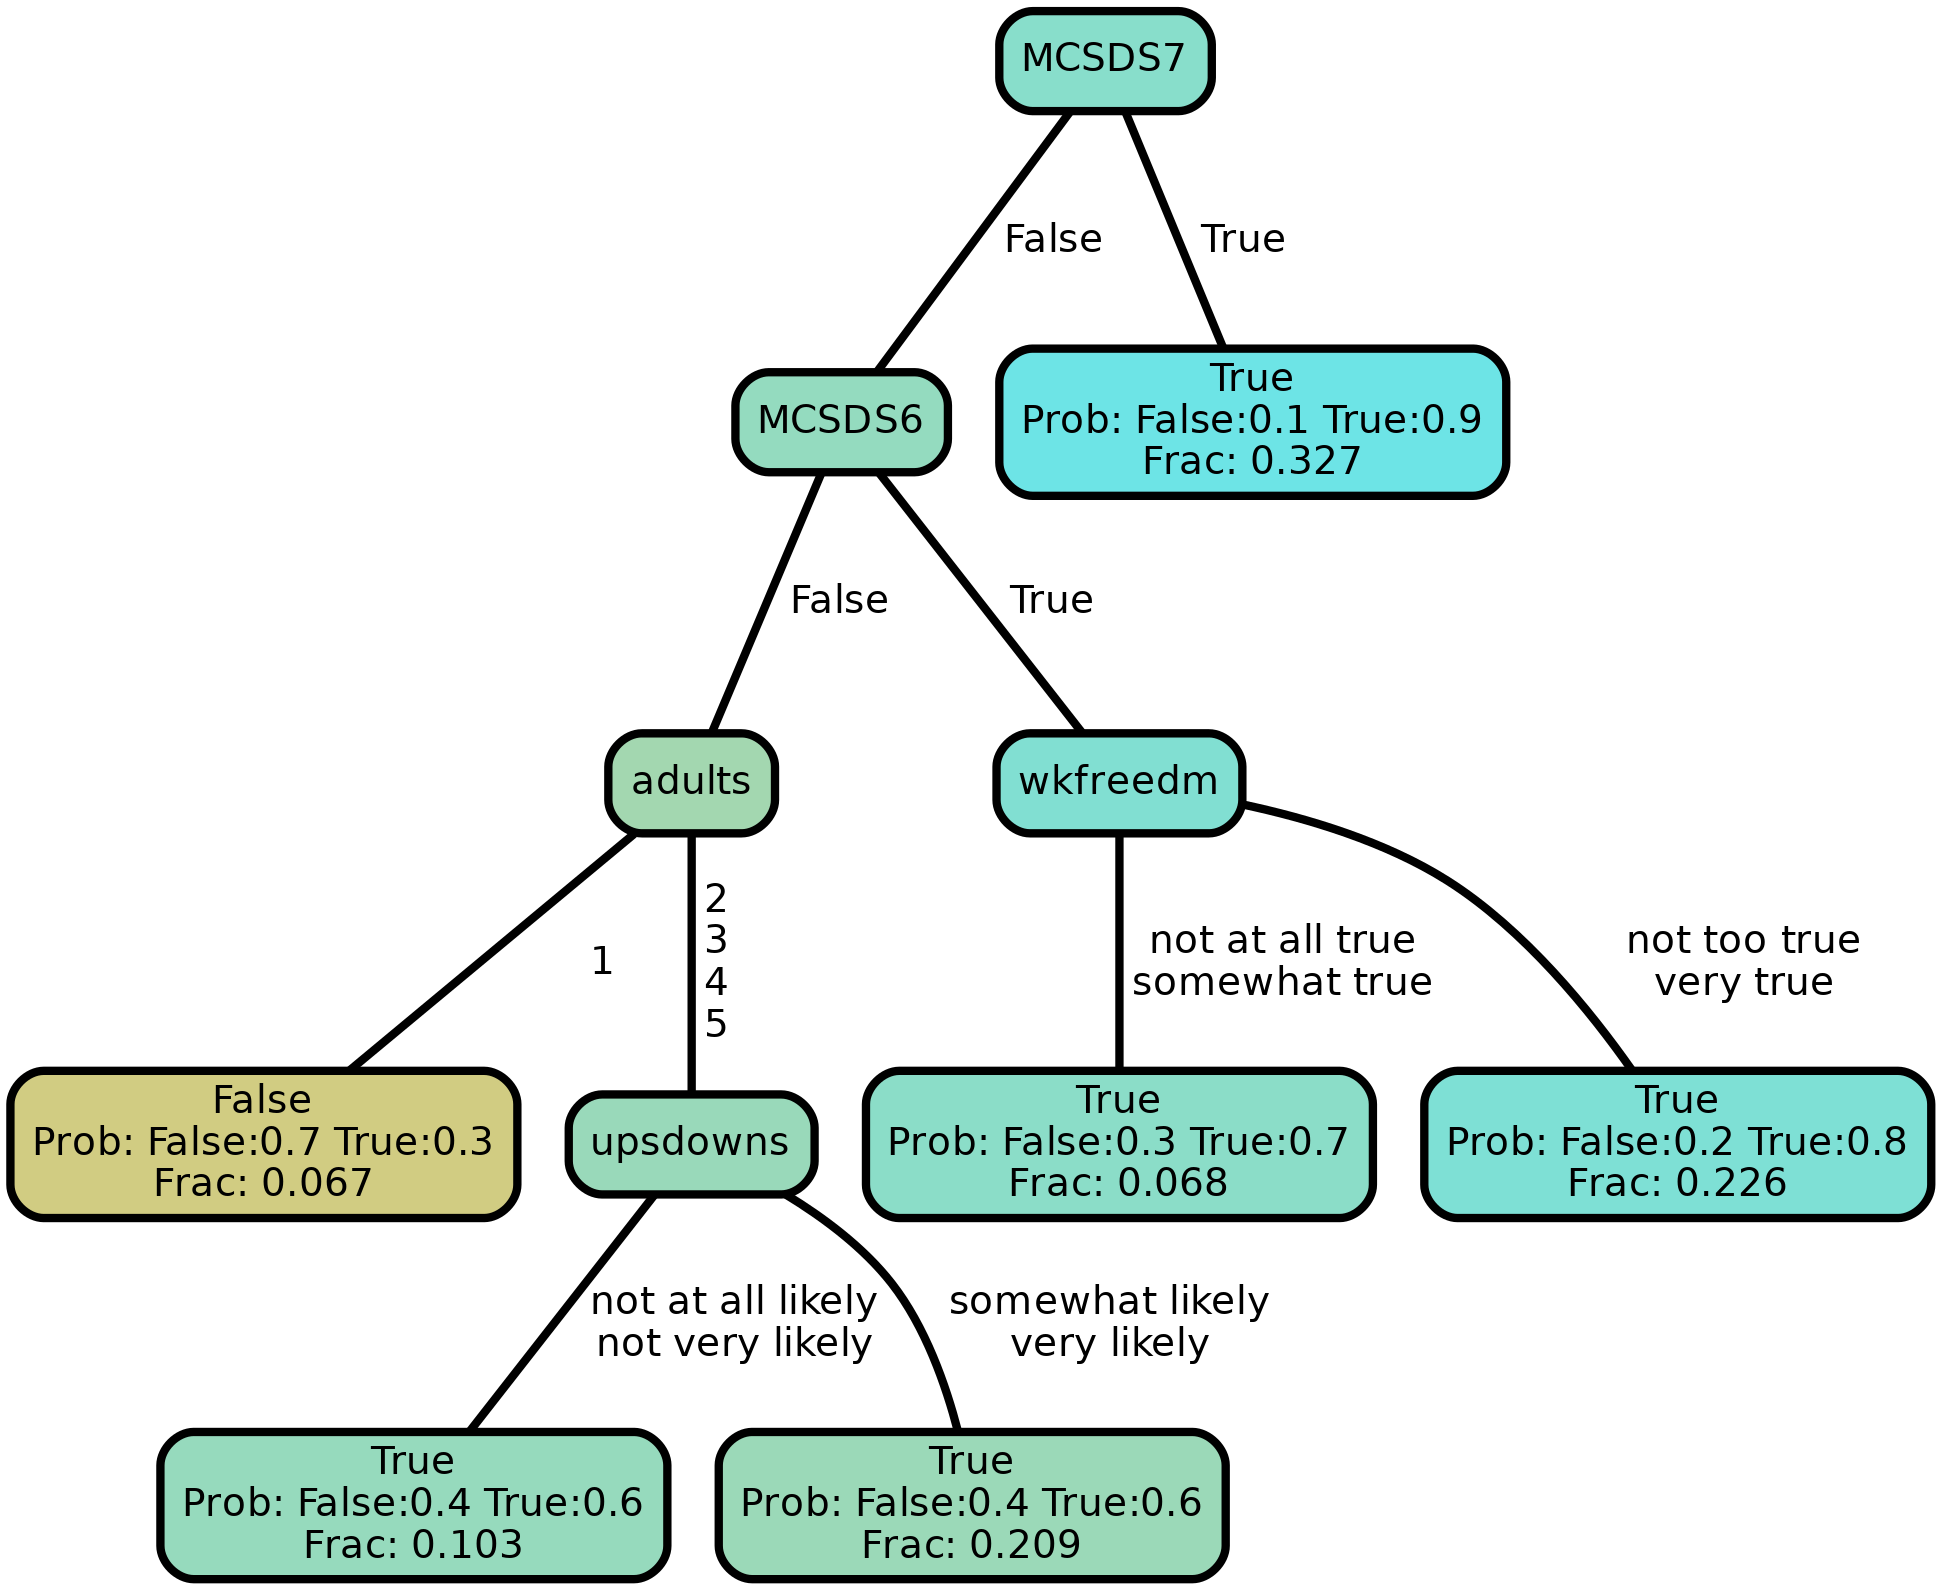 MCSDS7
False
True
MCSDS6
True
Prob: False:0.1 True:0.9
Frac: 0.327
False
True
adults
wkfreedm
1
2
3
4
5
not at all true
somewhat true
not too true
very true
False
Prob: False:0.7 True:0.3
Frac: 0.067
upsdowns
True
Prob: False:0.3 True:0.7
Frac: 0.068
True
Prob: False:0.2 True:0.8
Frac: 0.226
not at all likely
not very likely
somewhat likely
very likely
True
Prob: False:0.4 True:0.6
Frac: 0.103
True
Prob: False:0.4 True:0.6
Frac: 0.209